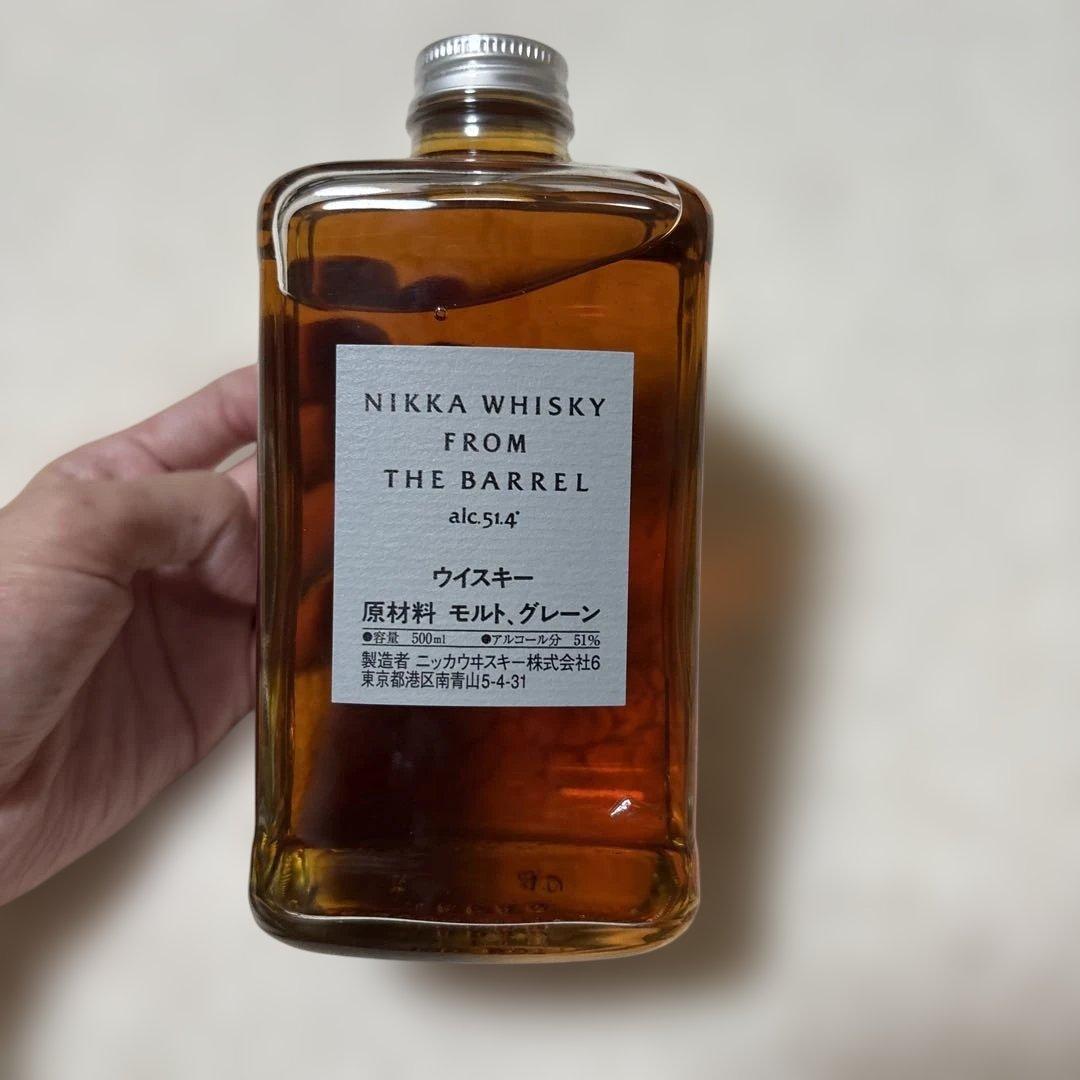 NIKKA WHISKY
FROM
THE BARREL
alc.51.4°
ウイスキー
原材料 モルト、グレーン
●容量 500ml ●アルコール分 51%
製造者 ニッカウヰスキー株式会社6
東京都港区南青山5-4-31